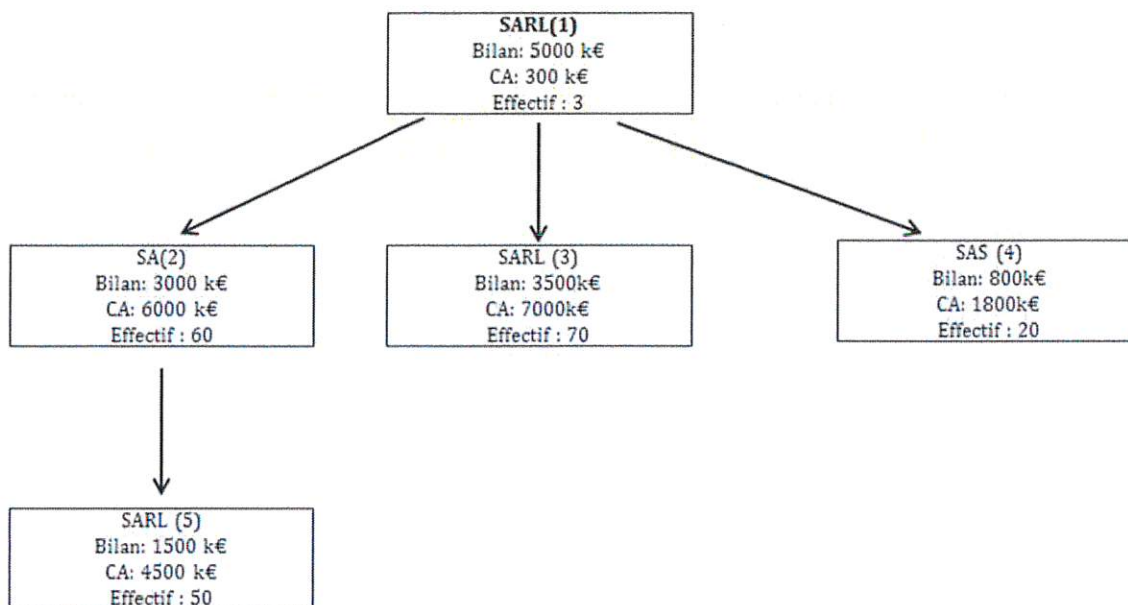 SARL(1)
Bilan: 5000 k€
CA: 300 k€
Effectif : 3
SA(2)
Bilan: 3000 k€
CA: 6000 k€
Effectif : 60
SARL (3)
Bilan: 3500k€
CA: 7000k€
Effectif : 70
SAS (4)
Bilan: 800k€
CA: 1800k€
Effectif : 20
SARL (5)
Bilan: 1500 k€
CA: 4500 k€
Effectif : 50